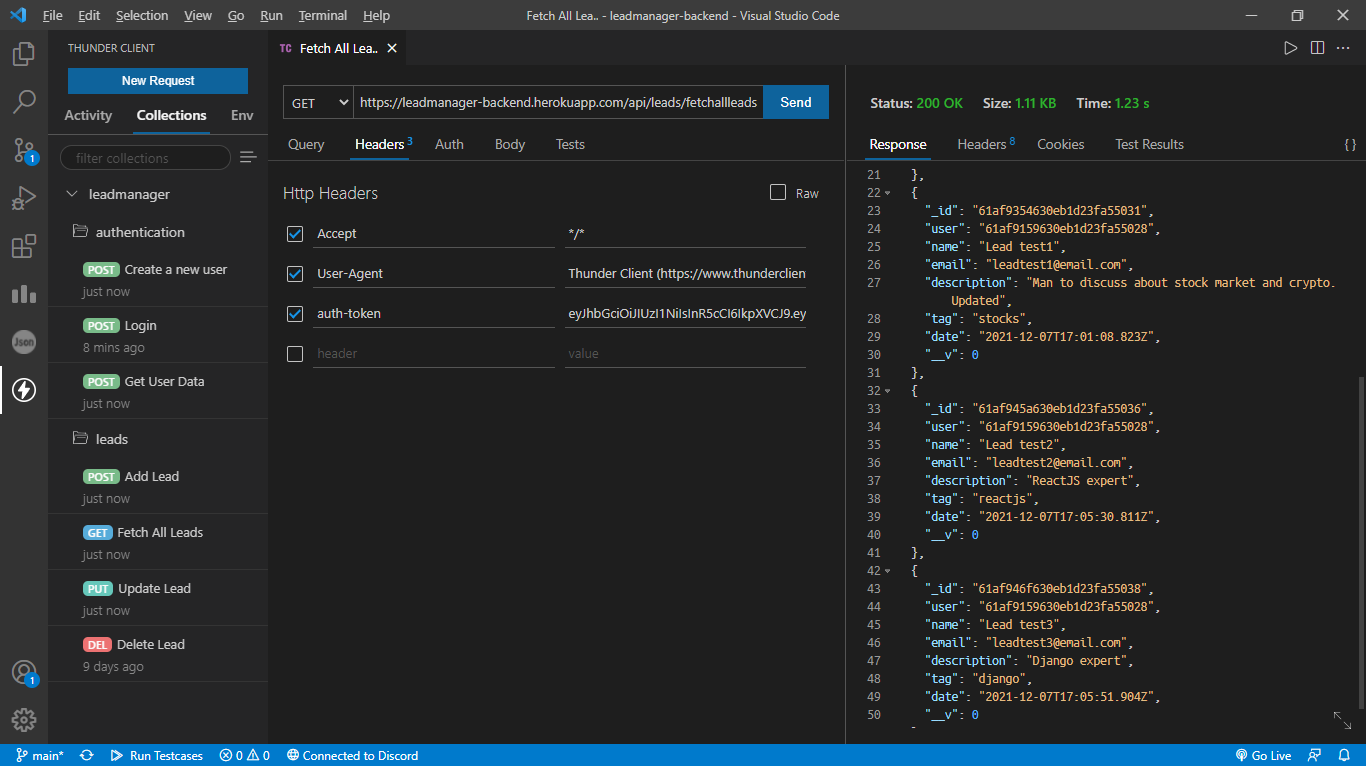 File Edit Selection View Go Run Terminal Help
Fetch All Lea.. - leadmanager-backend - Visual Studio Code
THUNDER CLIENT
New Request
Activity Collections Env
filter collections
leadmanager
authentication
POST Create a new user
just now
POST Login
8 mins ago
POST Get User Data
just now
leads
POST Add Lead
just now
GET Fetch All Leads
just now
PUT Update Lead
just now
DEL Delete Lead
9 days ago
TC Fetch All Lea..
GET https://leadmanager-backend.herokuapp.com/api/leads/fetchallleads Send
Query Headers 3 Auth Body Tests
Http Headers
Raw
Accept */*
User-Agent Thunder Client (https://www.thunderclien
auth-token eyJhbGciOiJIUzI1NiIsInR5cCI6IkpXVCJ9.ey
header value
Status: 200 OK Size: 1.11 KB Time: 1.23 s
Response Headers 8 Cookies Test Results {}
21 },
22 {
23 "_id": "61af9354630eb1d23fa55031",
24 "user": "61af9159630eb1d23fa55028",
25 "name": "Lead test1",
26 "email": "leadtest1@email.com",
27 "description": "Man to discuss about stock market and crypto.
Updated",
28 "tag": "stocks",
29 "date": "2021-12-07T17:01:08.823Z",
30 "__v": 0
31 },
32 {
33 "_id": "61af945a630eb1d23fa55036",
34 "user": "61af9159630eb1d23fa55028",
35 "name": "Lead test2",
36 "email": "leadtest2@email.com",
37 "description": "ReactJS expert",
38 "tag": "reactjs",
39 "date": "2021-12-07T17:05:30.811Z",
40 "__v": 0
41 },
42 {
43 "_id": "61af946f630eb1d23fa55038",
44 "user": "61af9159630eb1d23fa55028",
45 "name": "Lead test3",
46 "email": "leadtest3@email.com",
47 "description": "Django expert",
48 "tag": "django",
49 "date": "2021-12-07T17:05:51.904Z",
50 "__v": 0
1
Json
1
main* Run Testcases 0 0 Connected to Discord Go Live